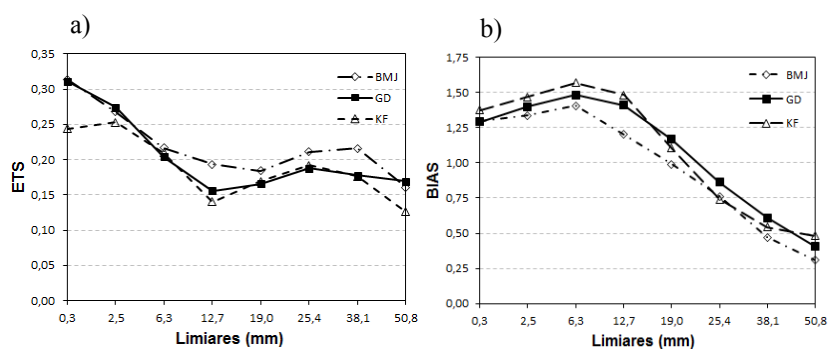 a)
0,35
0,30
0,25
0,20
0,15
0,10
0,05
0,00
ETS
BMJ
GD
KF
0,3 2,5 6,3 12,7 19,0 25,4 38,1 50,8
Limiares (mm)
b)
1,75
1,50
1,25
1,00
0,75
0,50
0,25
0,00
BIAS
BMJ
GD
KF
0,3 2,5 6,3 12,7 19,0 25,4 38,1 50,8
Limiares (mm)